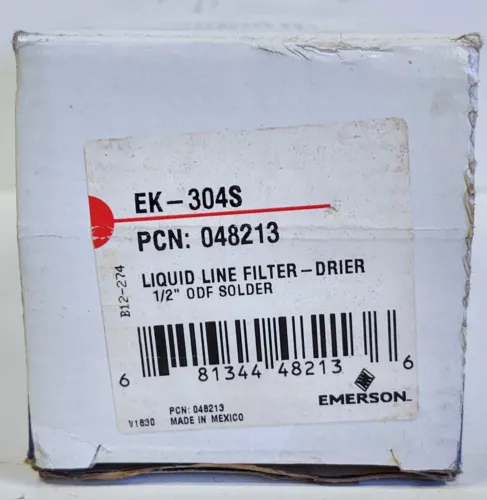 EK-304S
PCN: 048213
B12-274
LIQUID LINE FILTER-DRIER
1/2" ODF SOLDER
6 81344 48213 6
EMERSON
PCN: 048213
V1830 MADE IN MEXICO